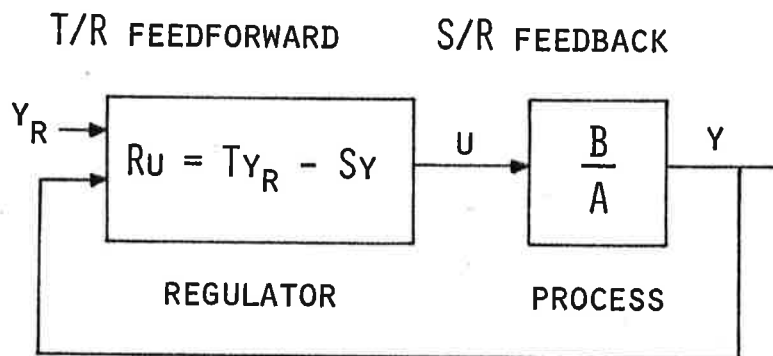 T/R FEEDFORWARD S/R FEEDBACK
Y_R
RU = TY_R - SY
U
B
A
Y
REGULATOR PROCESS